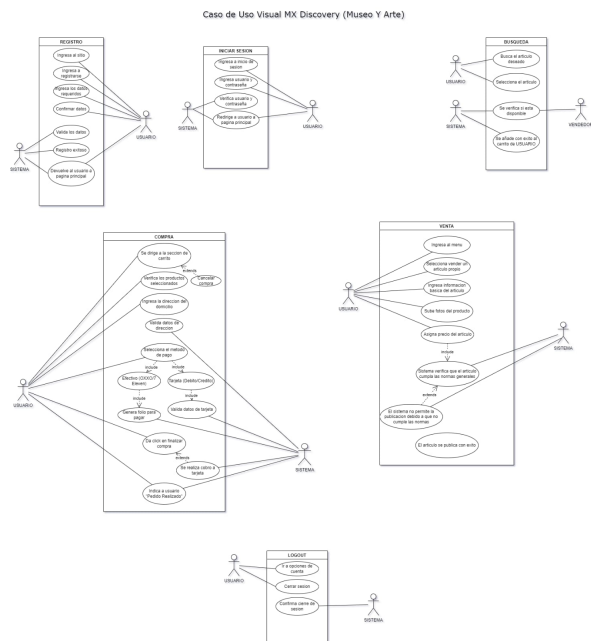 Caso de Uso Visual MX Discovery (Museo Y Arte)
REGISTRO
Ingresa al sitio
Ingresa a
registrarse
Ingresa los datos
requeridos
Confirmar datos
Valida los datos
Registro exitoso
Devuelve al usuario a
pagina principal
USUARIO
SISTEMA
INICIAR SESION
Ingresa a inicio de
sesion
Ingresa usuario y
contraseña
Verifica usuario y
contraseña
Redirige a usuario a
pagina principal
SISTEMA
USUARIO
BUSQUEDA
Busca el articulo
deseado
Selecciona el articulo
Se verifica si esta
disponible
Se añade con exito al
carrito de USUARIO
USUARIO
SISTEMA
VENDEDOR
COMPRA
Se dirige a la seccion de
carrito
extends
Cancelar
compra
Verifica los productos
seleccionados
Ingresa la direccion del
domicilio
Valida datos de
direccion
Selecciona el metodo
de pago
include
include
Efectivo (OXXO/7
Eleven)
Tarjeta (Debito/Credito)
include
include
Genera folio para
pagar
Valida datos de tarjeta
Da click en finalizar
compra
extends
Se realiza cobro a
tarjeta
Indica a usuario
"Pedido Realizado"
USUARIO
SISTEMA
VENTA
Ingresa al menu
Selecciona vender un
articulo propio
Ingresa informacion
basica del articulo
Sube fotos del producto
Asigna precio del articulo
include
Sistema verifica que el articulo
cumpla las normas generales
extends
El sistema no permite la
publicacion debido a que no
cumple las normas
El articulo se publica con exito
USUARIO
SISTEMA
LOGOUT
Ir a opciones de
cuenta
Cerrar sesion
Confirma cierre de
sesion
USUARIO
SISTEMA